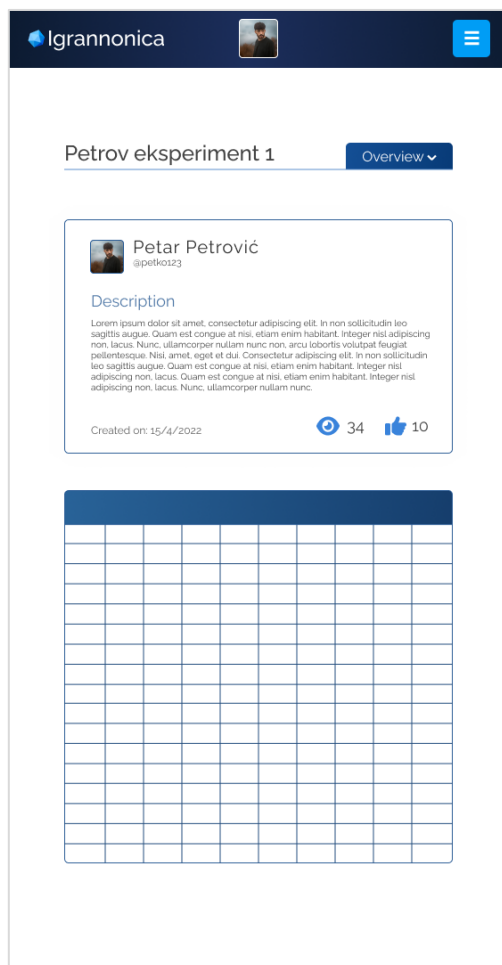 Igrannonica
Petrov eksperiment 1
Overview
Petar Petrović
@petko123
Description
Lorem ipsum dolor sit amet, consectetur adipiscing elit. In non sollicitudin leo
sagittis augue. Quam est congue at nisi, etiam enim habitant. Integer nisl adipiscing
non, lacus. Nunc, ullamcorper nullam nunc non, arcu lobortis volutpat feugiat
pellentesque. Nisi, amet, eget et dui. Consectetur adipiscing elit. In non sollicitudin
leo sagittis augue. Quam est congue at nisi, etiam enim habitant. Integer nisl
adipiscing non, lacus. Quam est congue at nisi, etiam enim habitant. Integer nisl
adipiscing non, lacus. Nunc, ullamcorper nullam nunc.
Created on: 15/4/2022
34
10